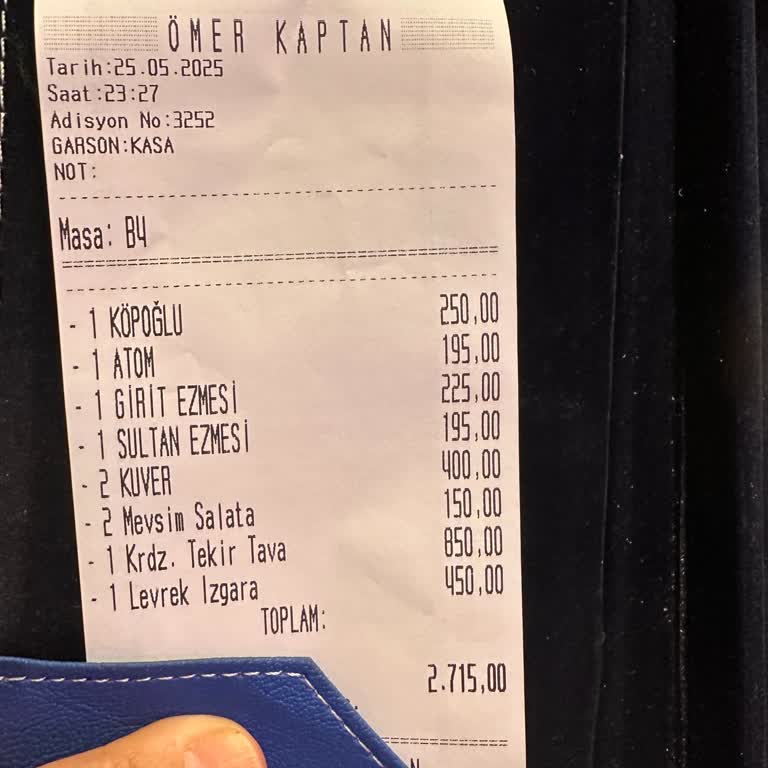 ÖMER KAPTAN
Tarih:25.05.2025
Saat:23:27
Adisyon No:3252
GARSON:KASA
NOT:
Masa: B4
- 1 KÖPOĞLU 250,00
- 1 ATOM 195,00
- 1 GİRİT EZMESİ 225,00
- 1 SULTAN EZMESİ 195,00
- 2 KUVER 400,00
- 2 Mevsim Salata 150,00
- 1 Krdz. Tekir Tava 850,00
- 1 Levrek Izgara 450,00
TOPLAM:
2.715,00